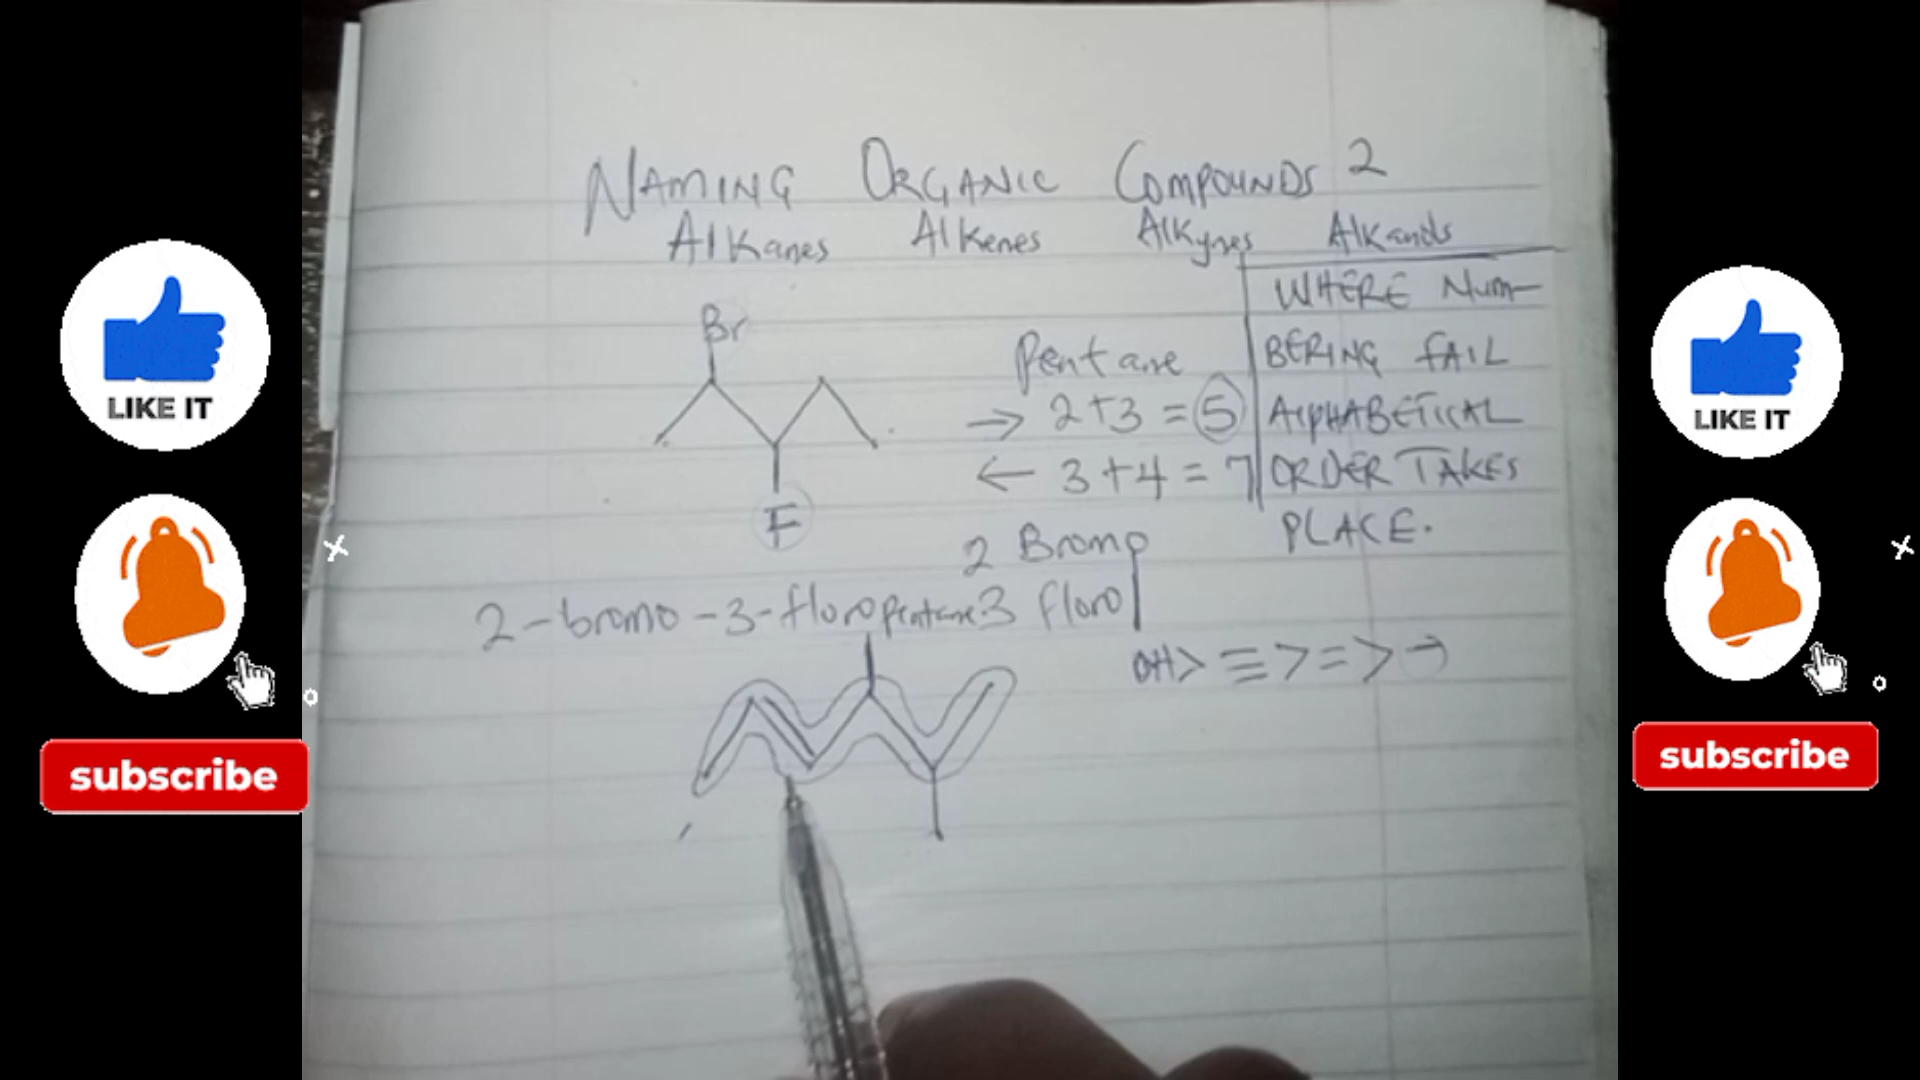 NAMING ORGANIC COMPOUNDS 2
Alkanes Alkenes Alkynes Alkanols
WHERE Num-
BERING FAIL
ALPHABETICAL
ORDER TAKES
PLACE.
Br
F
Pentane
→ 2+3 = 5
← 3+4 = 7
2 Bromo
3 floro
2-bromo-3-floropentane
OH > ≡ > = > -
LIKE IT
subscribe
LIKE IT
subscribe